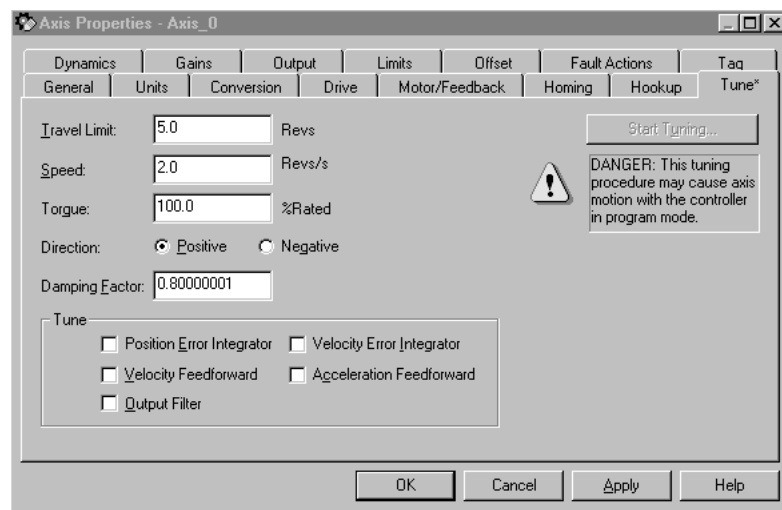 Axis Properties - Axis_0
Dynamics Gains Output Limits Offset Fault Actions Tag
General Units Conversion Drive Motor/Feedback Homing Hookup Tune*
Travel Limit: 5.0 Revs Start Tuning...
Speed: 2.0 Revs/s
DANGER: This tuning
procedure may cause axis
motion with the controller
in program mode.
Torgue: 100.0 %Rated
Direction: Positive Negative
Damping Factor: 0.80000001
Tune
Position Error Integrator Velocity Error Integrator
Velocity Feedforward Acceleration Feedforward
Output Filter
OK Cancel Apply Help